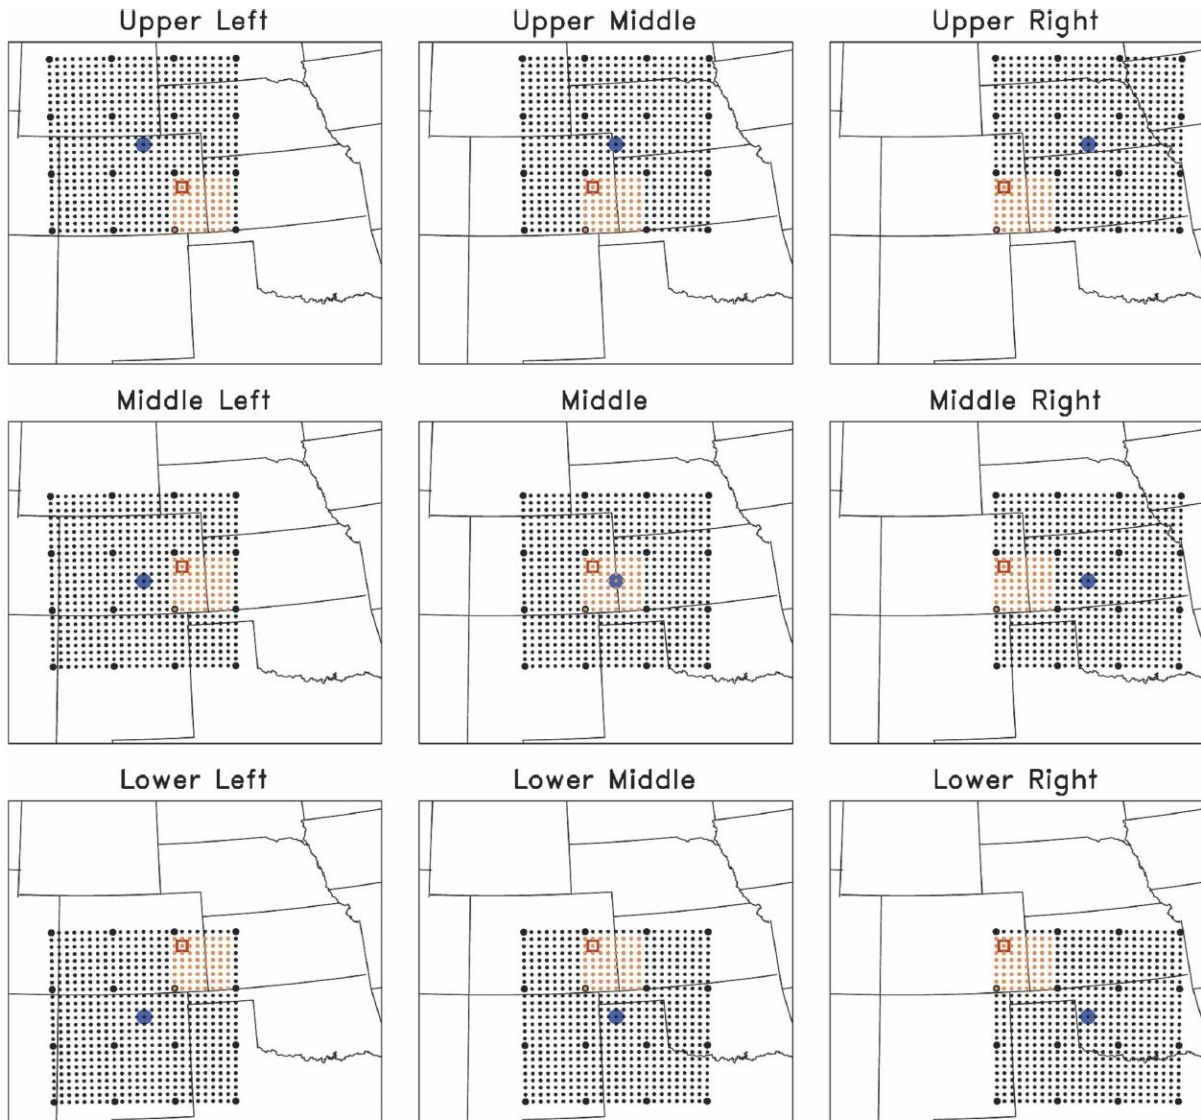 Upper Left
Upper Middle
Upper Right
Middle Left
Middle
Middle Right
Lower Left
Lower Middle
Lower Right